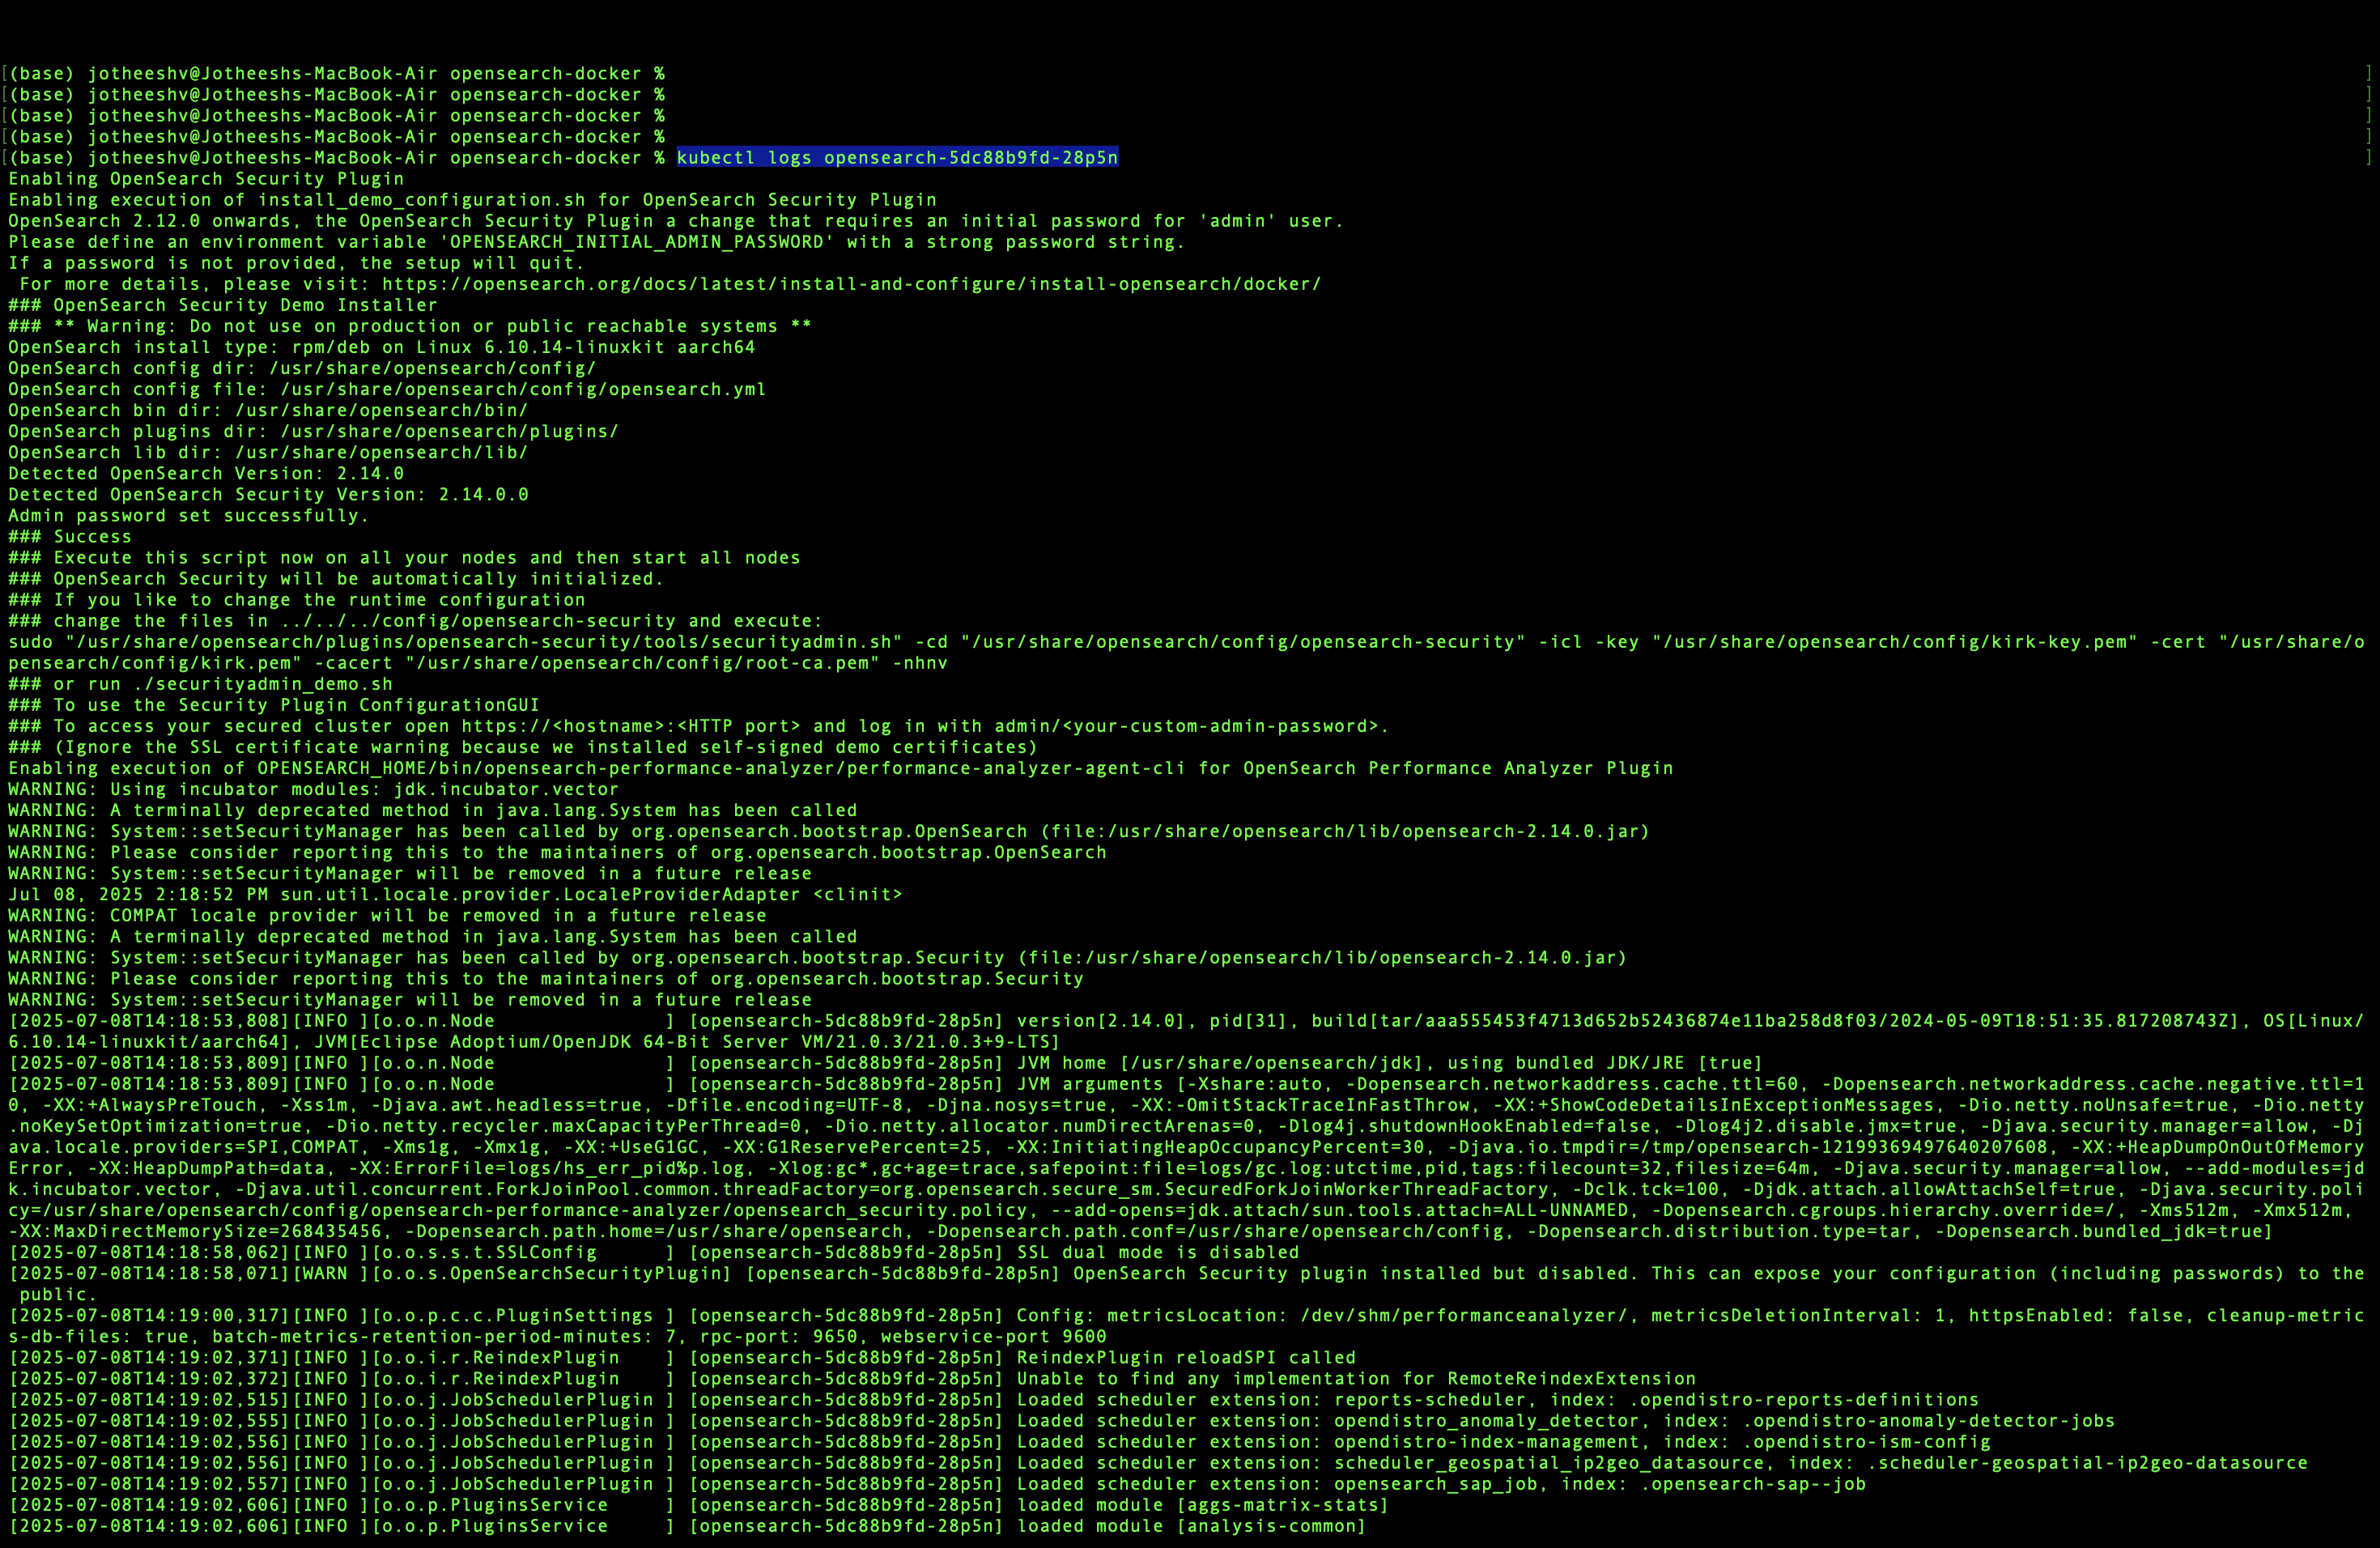 [(base) jotheeshv@Jotheeshs-MacBook-Air opensearch-docker % ]
[(base) jotheeshv@Jotheeshs-MacBook-Air opensearch-docker % ]
[(base) jotheeshv@Jotheeshs-MacBook-Air opensearch-docker % ]
[(base) jotheeshv@Jotheeshs-MacBook-Air opensearch-docker % ]
[(base) jotheeshv@Jotheeshs-MacBook-Air opensearch-docker % kubectl logs opensearch-5dc88b9fd-28p5n ]
Enabling OpenSearch Security Plugin
Enabling execution of install_demo_configuration.sh for OpenSearch Security Plugin
OpenSearch 2.12.0 onwards, the OpenSearch Security Plugin a change that requires an initial password for 'admin' user.
Please define an environment variable 'OPENSEARCH_INITIAL_ADMIN_PASSWORD' with a strong password string.
If a password is not provided, the setup will quit.
 For more details, please visit: https://opensearch.org/docs/latest/install-and-configure/install-opensearch/docker/
### OpenSearch Security Demo Installer
### ** Warning: Do not use on production or public reachable systems **
OpenSearch install type: rpm/deb on Linux 6.10.14-linuxkit aarch64
OpenSearch config dir: /usr/share/opensearch/config/
OpenSearch config file: /usr/share/opensearch/config/opensearch.yml
OpenSearch bin dir: /usr/share/opensearch/bin/
OpenSearch plugins dir: /usr/share/opensearch/plugins/
OpenSearch lib dir: /usr/share/opensearch/lib/
Detected OpenSearch Version: 2.14.0
Detected OpenSearch Security Version: 2.14.0.0
Admin password set successfully.
### Success
### Execute this script now on all your nodes and then start all nodes
### OpenSearch Security will be automatically initialized.
### If you like to change the runtime configuration
### change the files in ../../../config/opensearch-security and execute:
sudo "/usr/share/opensearch/plugins/opensearch-security/tools/securityadmin.sh" -cd "/usr/share/opensearch/config/opensearch-security" -icl -key "/usr/share/opensearch/config/kirk-key.pem" -cert "/usr/share/o
pensearch/config/kirk.pem" -cacert "/usr/share/opensearch/config/root-ca.pem" -nhnv
### or run ./securityadmin_demo.sh
### To use the Security Plugin ConfigurationGUI
### To access your secured cluster open https://<hostname>:<HTTP port> and log in with admin/<your-custom-admin-password>.
### (Ignore the SSL certificate warning because we installed self-signed demo certificates)
Enabling execution of OPENSEARCH_HOME/bin/opensearch-performance-analyzer/performance-analyzer-agent-cli for OpenSearch Performance Analyzer Plugin
WARNING: Using incubator modules: jdk.incubator.vector
WARNING: A terminally deprecated method in java.lang.System has been called
WARNING: System::setSecurityManager has been called by org.opensearch.bootstrap.OpenSearch (file:/usr/share/opensearch/lib/opensearch-2.14.0.jar)
WARNING: Please consider reporting this to the maintainers of org.opensearch.bootstrap.OpenSearch
WARNING: System::setSecurityManager will be removed in a future release
Jul 08, 2025 2:18:52 PM sun.util.locale.provider.LocaleProviderAdapter <clinit>
WARNING: COMPAT locale provider will be removed in a future release
WARNING: A terminally deprecated method in java.lang.System has been called
WARNING: System::setSecurityManager has been called by org.opensearch.bootstrap.Security (file:/usr/share/opensearch/lib/opensearch-2.14.0.jar)
WARNING: Please consider reporting this to the maintainers of org.opensearch.bootstrap.Security
WARNING: System::setSecurityManager will be removed in a future release
[2025-07-08T14:18:53,808][INFO ][o.o.n.Node               ] [opensearch-5dc88b9fd-28p5n] version[2.14.0], pid[31], build[tar/aaa555453f4713d652b52436874e11ba258d8f03/2024-05-09T18:51:35.817208743Z], OS[Linux/
6.10.14-linuxkit/aarch64], JVM[Eclipse Adoptium/OpenJDK 64-Bit Server VM/21.0.3/21.0.3+9-LTS]
[2025-07-08T14:18:53,809][INFO ][o.o.n.Node               ] [opensearch-5dc88b9fd-28p5n] JVM home [/usr/share/opensearch/jdk], using bundled JDK/JRE [true]
[2025-07-08T14:18:53,809][INFO ][o.o.n.Node               ] [opensearch-5dc88b9fd-28p5n] JVM arguments [-Xshare:auto, -Dopensearch.networkaddress.cache.ttl=60, -Dopensearch.networkaddress.cache.negative.ttl=1
0, -XX:+AlwaysPreTouch, -Xss1m, -Djava.awt.headless=true, -Dfile.encoding=UTF-8, -Djna.nosys=true, -XX:-OmitStackTraceInFastThrow, -XX:+ShowCodeDetailsInExceptionMessages, -Dio.netty.noUnsafe=true, -Dio.netty
.noKeySetOptimization=true, -Dio.netty.recycler.maxCapacityPerThread=0, -Dio.netty.allocator.numDirectArenas=0, -Dlog4j.shutdownHookEnabled=false, -Dlog4j2.disable.jmx=true, -Djava.security.manager=allow, -Dj
ava.locale.providers=SPI,COMPAT, -Xms1g, -Xmx1g, -XX:+UseG1GC, -XX:G1ReservePercent=25, -XX:InitiatingHeapOccupancyPercent=30, -Djava.io.tmpdir=/tmp/opensearch-12199369497640207608, -XX:+HeapDumpOnOutOfMemory
Error, -XX:HeapDumpPath=data, -XX:ErrorFile=logs/hs_err_pid%p.log, -Xlog:gc*,gc+age=trace,safepoint:file=logs/gc.log:utctime,pid,tags:filecount=32,filesize=64m, -Djava.security.manager=allow, --add-modules=jd
k.incubator.vector, -Djava.util.concurrent.ForkJoinPool.common.threadFactory=org.opensearch.secure_sm.SecuredForkJoinWorkerThreadFactory, -Dclk.tck=100, -Djdk.attach.allowAttachSelf=true, -Djava.security.poli
cy=/usr/share/opensearch/config/opensearch-performance-analyzer/opensearch_security.policy, --add-opens=jdk.attach/sun.tools.attach=ALL-UNNAMED, -Dopensearch.cgroups.hierarchy.override=/, -Xms512m, -Xmx512m, 
-XX:MaxDirectMemorySize=268435456, -Dopensearch.path.home=/usr/share/opensearch, -Dopensearch.path.conf=/usr/share/opensearch/config, -Dopensearch.distribution.type=tar, -Dopensearch.bundled_jdk=true]
[2025-07-08T14:18:58,062][INFO ][o.o.s.s.t.SSLConfig      ] [opensearch-5dc88b9fd-28p5n] SSL dual mode is disabled
[2025-07-08T14:18:58,071][WARN ][o.o.s.OpenSearchSecurityPlugin] [opensearch-5dc88b9fd-28p5n] OpenSearch Security plugin installed but disabled. This can expose your configuration (including passwords) to the
 public.
[2025-07-08T14:19:00,317][INFO ][o.o.p.c.c.PluginSettings ] [opensearch-5dc88b9fd-28p5n] Config: metricsLocation: /dev/shm/performanceanalyzer/, metricsDeletionInterval: 1, httpsEnabled: false, cleanup-metric
s-db-files: true, batch-metrics-retention-period-minutes: 7, rpc-port: 9650, webservice-port 9600
[2025-07-08T14:19:02,371][INFO ][o.o.i.r.ReindexPlugin    ] [opensearch-5dc88b9fd-28p5n] ReindexPlugin reloadSPI called
[2025-07-08T14:19:02,372][INFO ][o.o.i.r.ReindexPlugin    ] [opensearch-5dc88b9fd-28p5n] Unable to find any implementation for RemoteReindexExtension
[2025-07-08T14:19:02,515][INFO ][o.o.j.JobSchedulerPlugin ] [opensearch-5dc88b9fd-28p5n] Loaded scheduler extension: reports-scheduler, index: .opendistro-reports-definitions
[2025-07-08T14:19:02,555][INFO ][o.o.j.JobSchedulerPlugin ] [opensearch-5dc88b9fd-28p5n] Loaded scheduler extension: opendistro_anomaly_detector, index: .opendistro-anomaly-detector-jobs
[2025-07-08T14:19:02,556][INFO ][o.o.j.JobSchedulerPlugin ] [opensearch-5dc88b9fd-28p5n] Loaded scheduler extension: opendistro-index-management, index: .opendistro-ism-config
[2025-07-08T14:19:02,556][INFO ][o.o.j.JobSchedulerPlugin ] [opensearch-5dc88b9fd-28p5n] Loaded scheduler extension: scheduler_geospatial_ip2geo_datasource, index: .scheduler-geospatial-ip2geo-datasource
[2025-07-08T14:19:02,557][INFO ][o.o.j.JobSchedulerPlugin ] [opensearch-5dc88b9fd-28p5n] Loaded scheduler extension: opensearch_sap_job, index: .opensearch-sap--job
[2025-07-08T14:19:02,606][INFO ][o.o.p.PluginsService     ] [opensearch-5dc88b9fd-28p5n] loaded module [aggs-matrix-stats]
[2025-07-08T14:19:02,606][INFO ][o.o.p.PluginsService     ] [opensearch-5dc88b9fd-28p5n] loaded module [analysis-common]